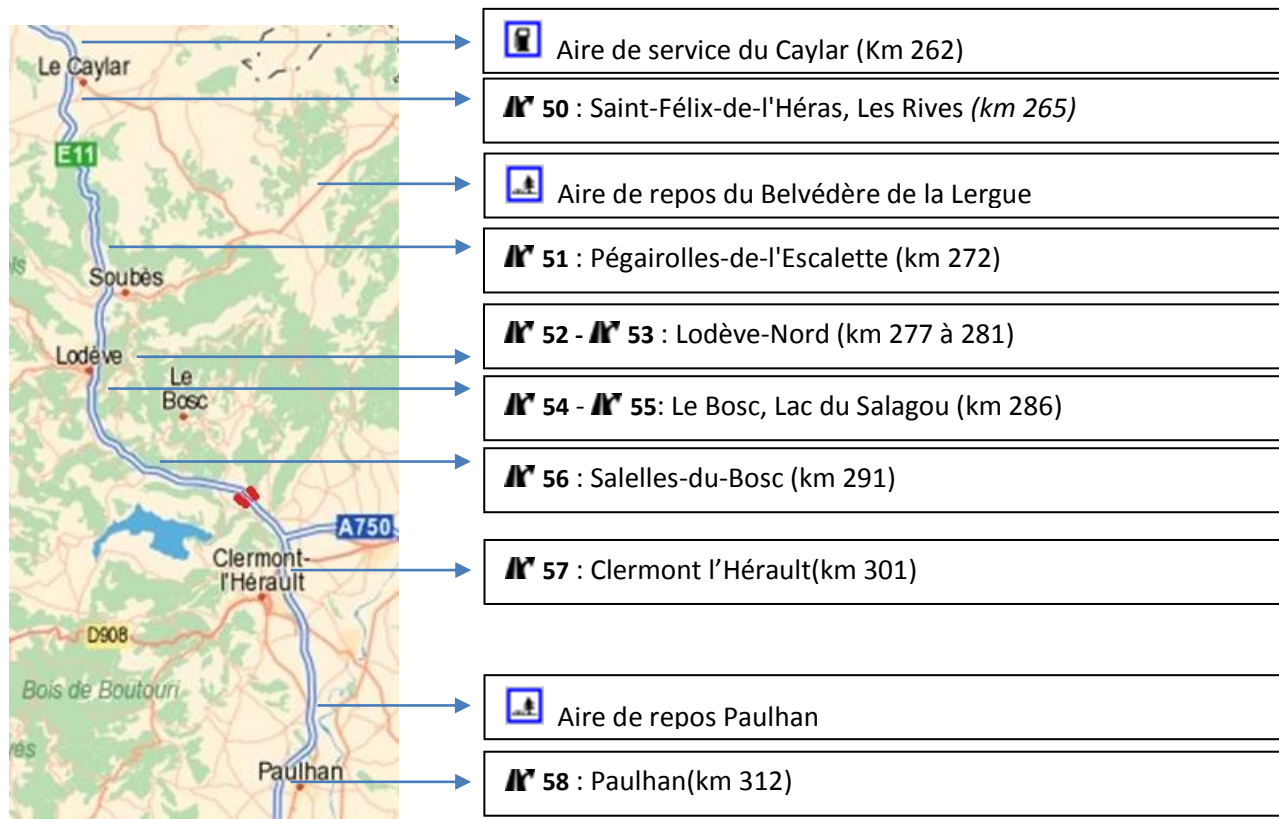 Aire de service du Caylar (Km 262)
Le Caylar
50 : Saint-Félix-de-l'Héras, Les Rives (km 265)
E11
Aire de repos du Belvédère de la Lergue
51 : Pégairolles-de-l'Escalette (km 272)
Soubès
52 - 53 : Lodève-Nord (km 277 à 281)
Lodève
Le
Bosc
54 - 55: Le Bosc, Lac du Salagou (km 286)
56 : Salelles-du-Bosc (km 291)
A750
Clermont-
l'Hérault
57 : Clermont l’Hérault(km 301)
D908
Bois de Boutouri
Aire de repos Paulhan
Paulhan
58 : Paulhan(km 312)